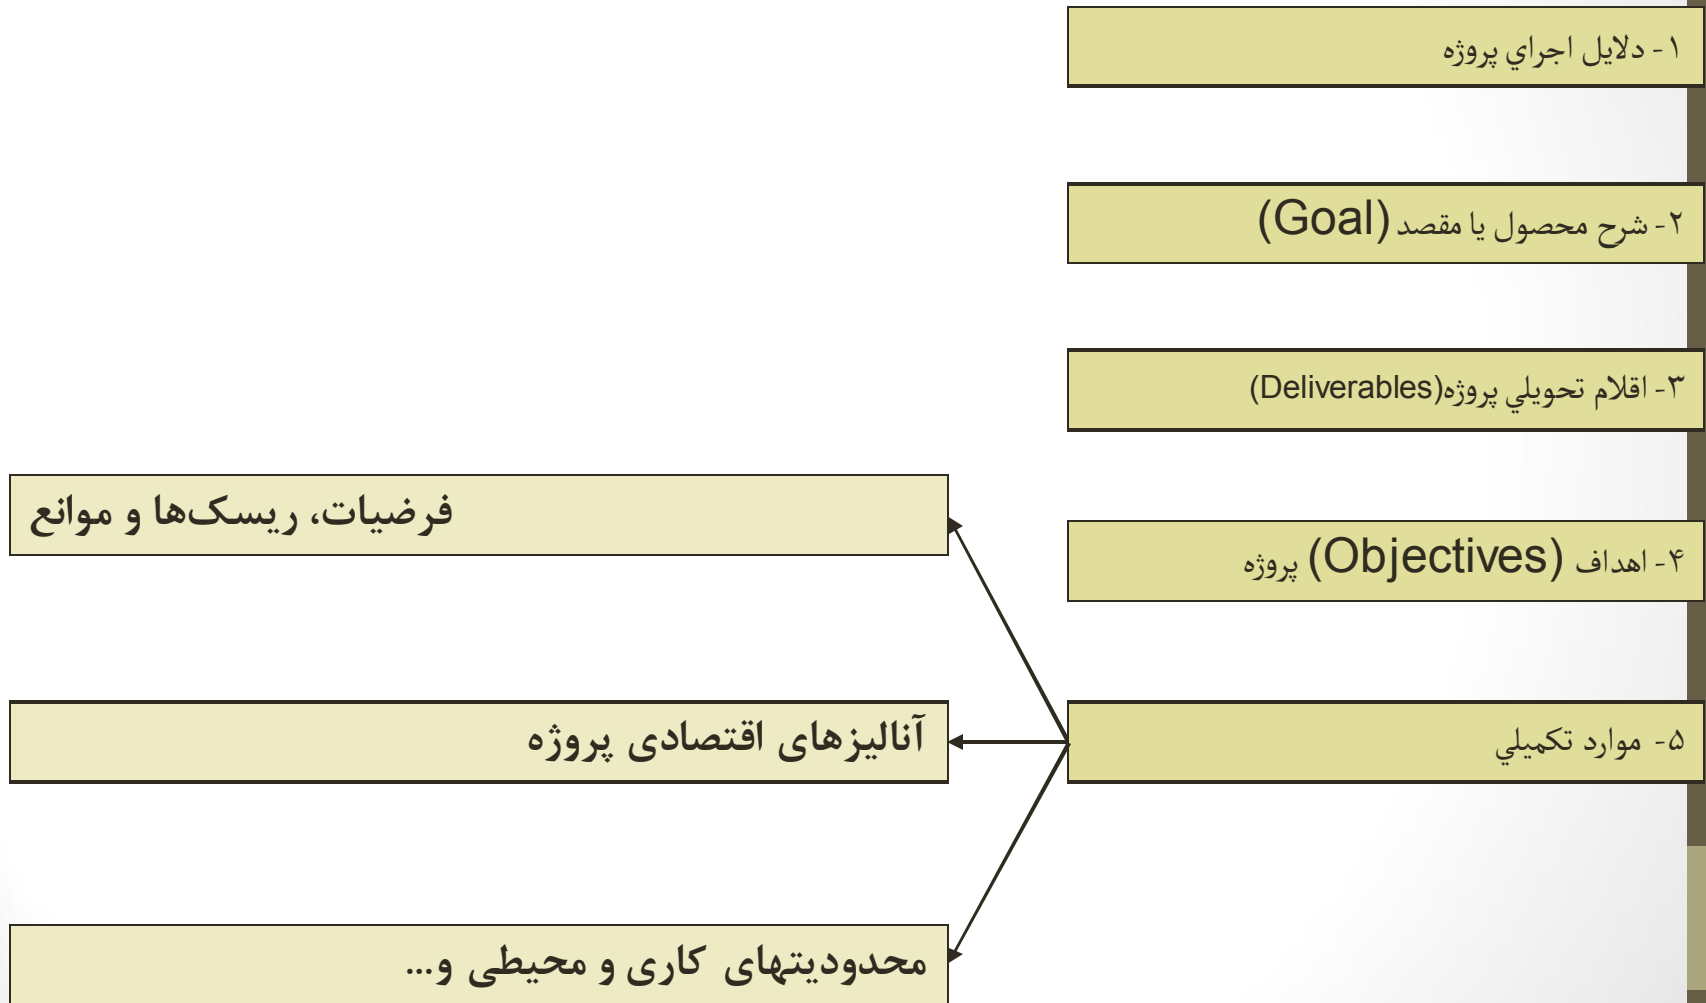 ۱- دلايل اجراي پروژه
۲- شرح محصول يا مقصد (Goal)
۳- اقلام تحويلي پروژه(Deliverables)
۴- اهداف (Objectives) پروژه
۵- موارد تكميلي
فرضیات، ریسک‌ها و موانع
آنالیزهای اقتصادی پروژه
محدودیتهای کاری و محیطی و...